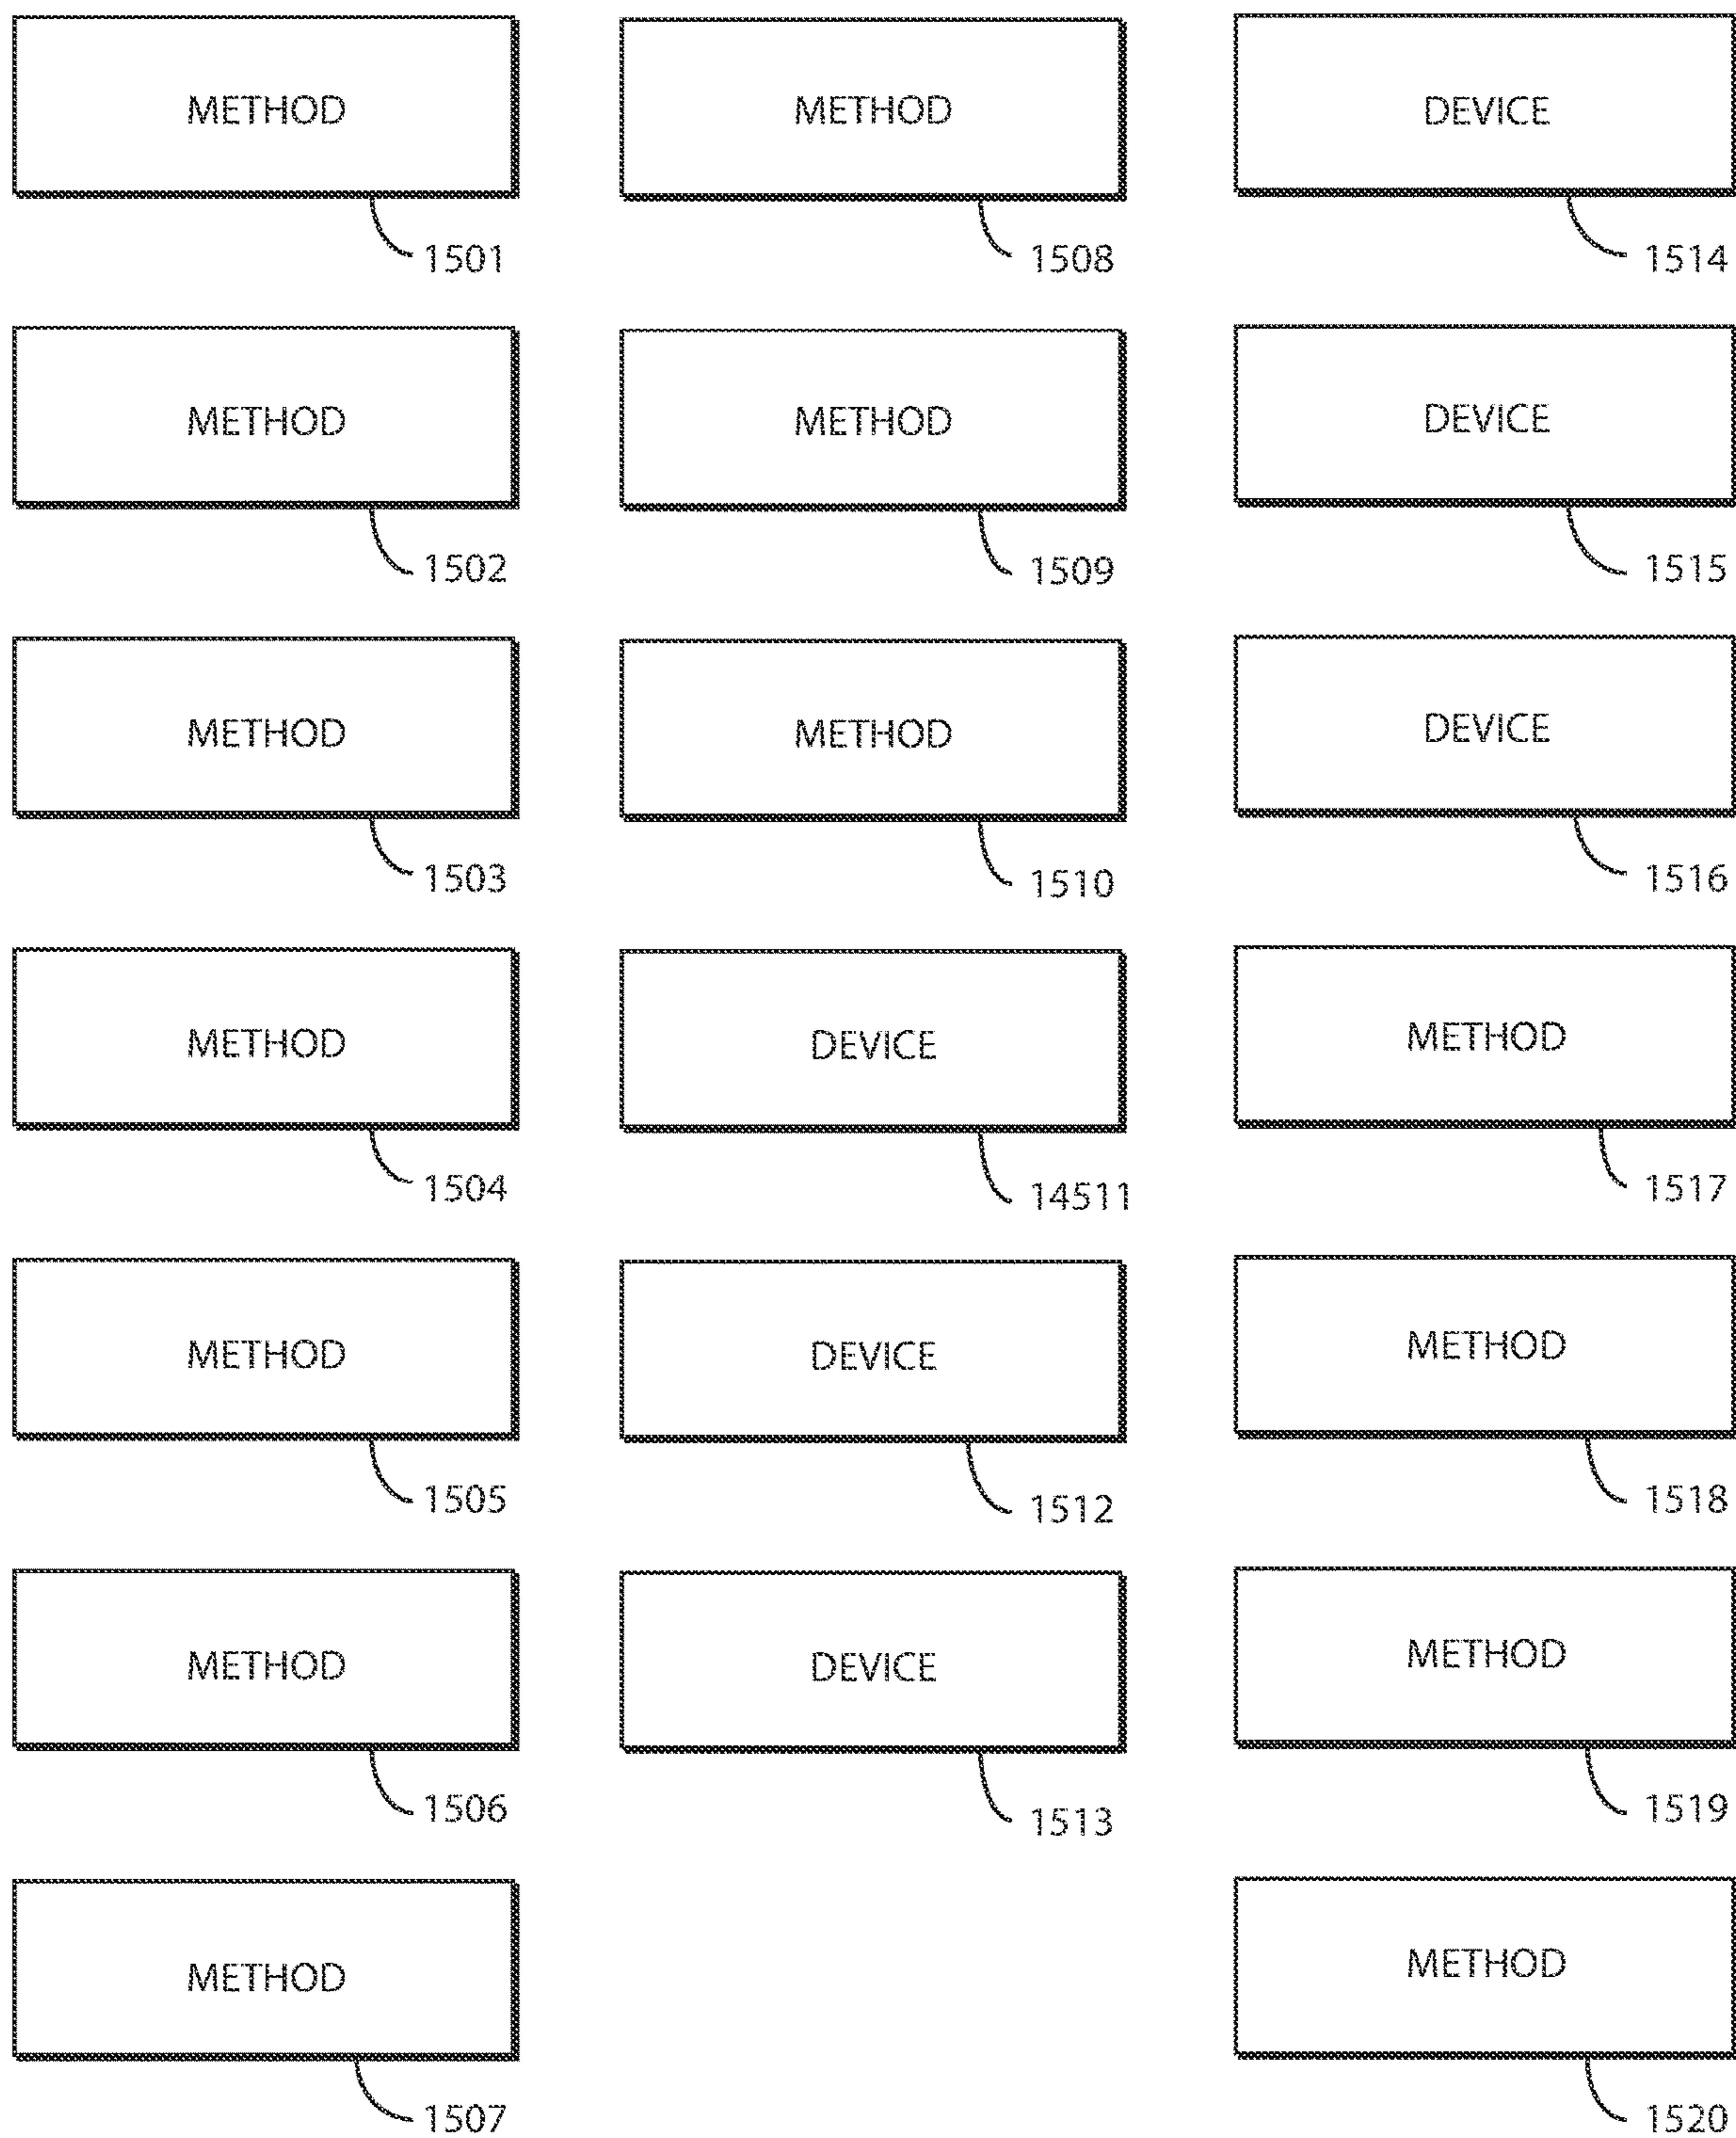 METHOD
1501
METHOD
1502
METHOD
1503
METHOD
1504
METHOD
1505
METHOD
1506
METHOD
1507
METHOD
1508
METHOD
1509
METHOD
1510
DEVICE
14511
DEVICE
1512
DEVICE
1513
DEVICE
1514
DEVICE
1515
DEVICE
1516
METHOD
1517
METHOD
1518
METHOD
1519
METHOD
1520